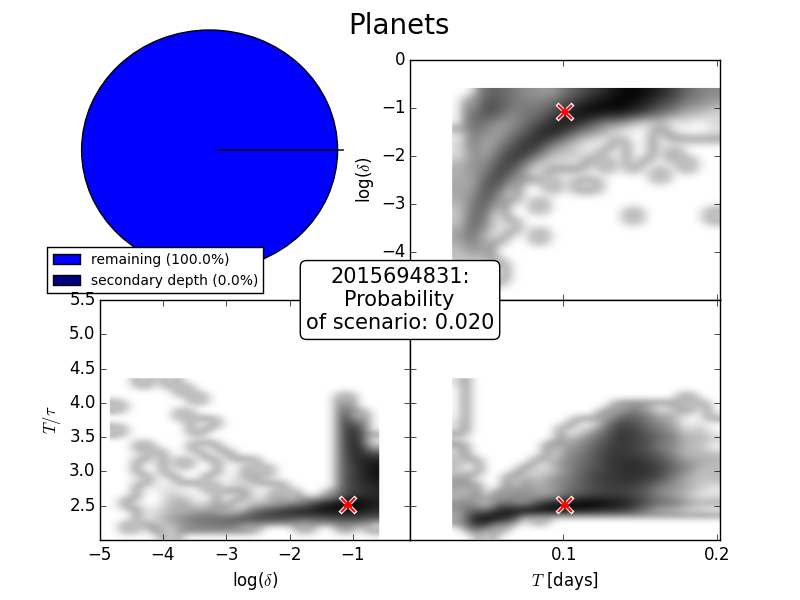 Planets
remaining (100.0%)
secondary depth (0.0%)
0
−1
−2
−3
−4
log(δ)
2015694831:
Probability
of scenario: 0.020
5.5
5.0
4.5
4.0
3.5
3.0
2.5
T/τ
−5 −4 −3 −2 −1
log(δ)
0.1 0.2
T [days]